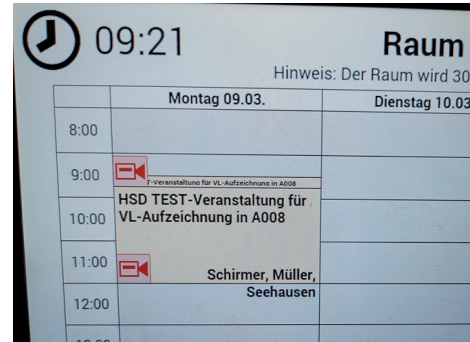 09:21
Raum
Hinweis: Der Raum wird 30
Montag 09.03.
Dienstag 10.03
8:00
9:00
T-Veranstaltung für VL-Aufzeichnung in A008
HSD TEST-Veranstaltung für
10:00
VL-Aufzeichnung in A008
11:00
Schirmer, Müller,
Seehausen
12:00